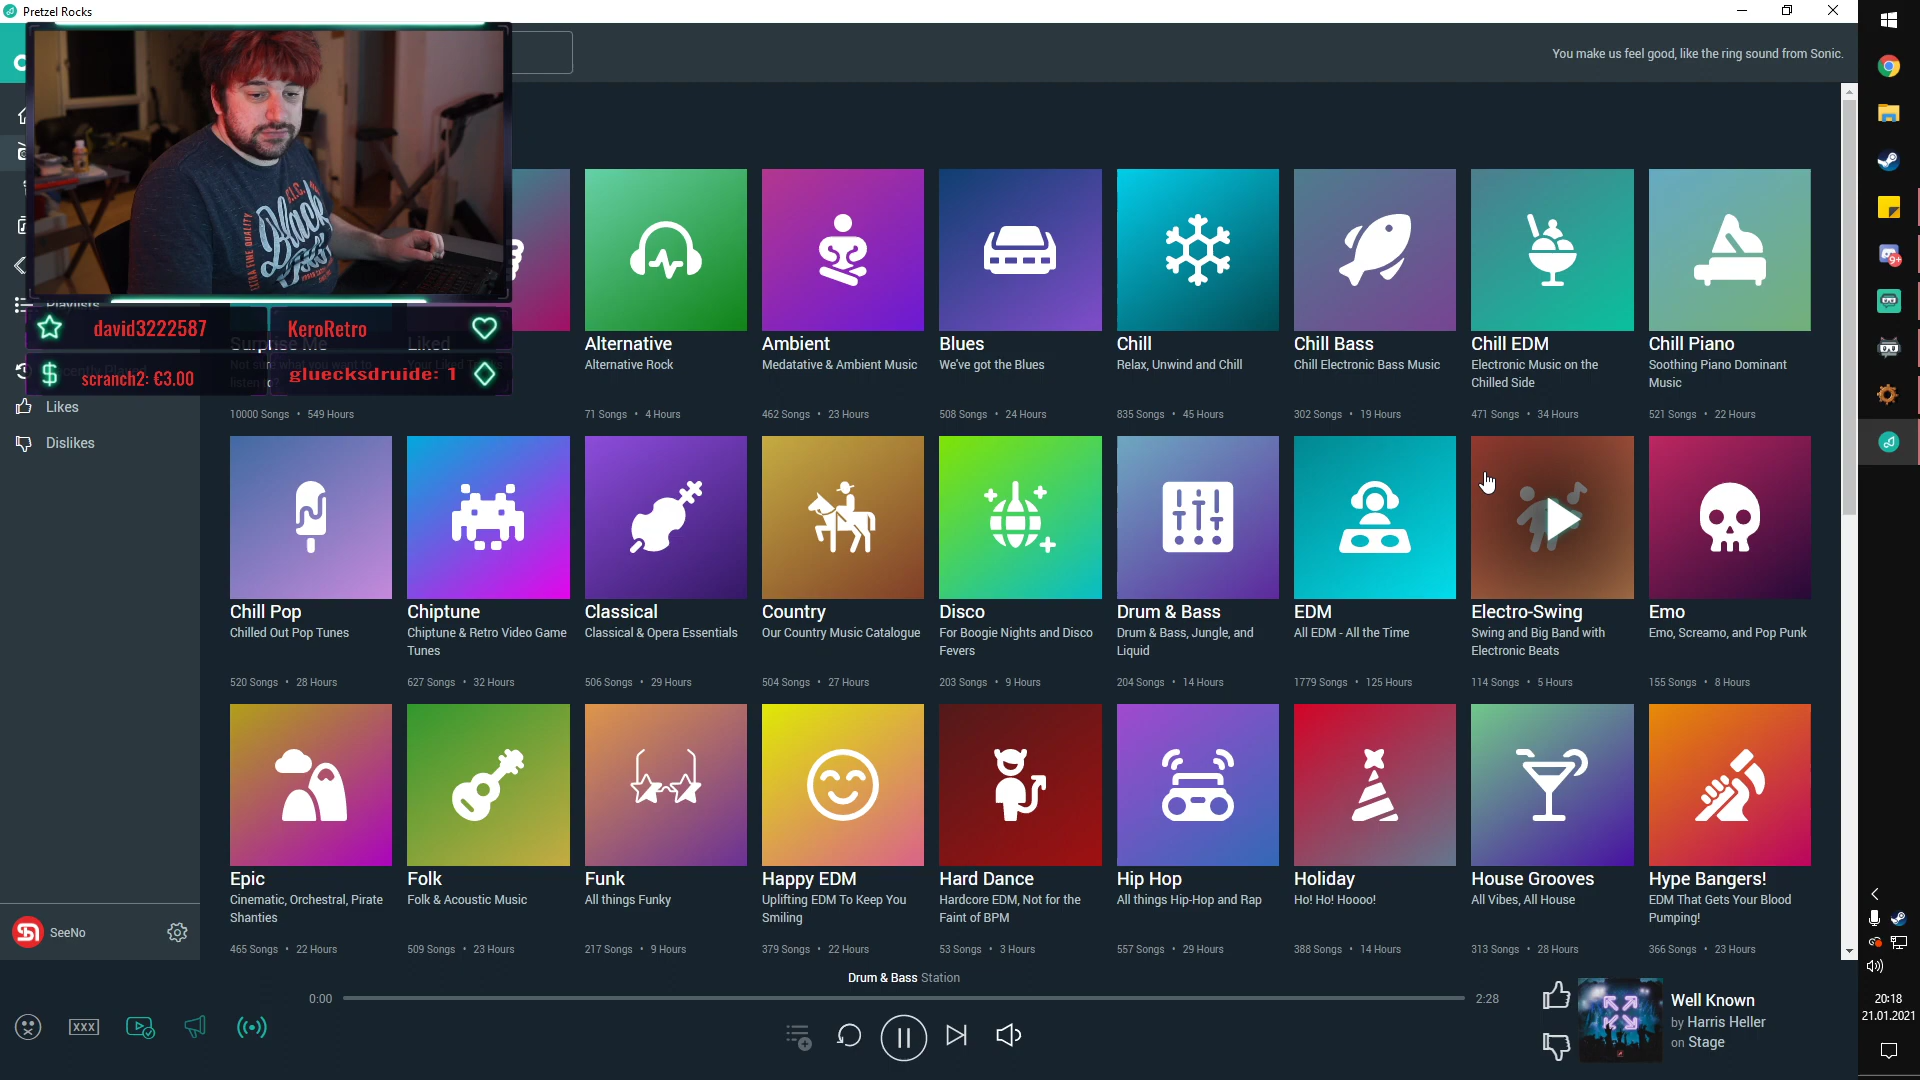 Pretzel Rocks
You make us feel good, like the ring sound from Sonic.
EXTRA FINE QUALITY
Black
Playlists
david3222587
KeroRetro
scranch2: €3.00
gluecksdruide: 1
Likes
Dislikes
Surprise Me
listen to?
10000 Songs • 549 Hours
Liked
Alternative
Alternative Rock
71 Songs • 4 Hours
Ambient
Medatative & Ambient Music
462 Songs • 23 Hours
Blues
We've got the Blues
508 Songs • 24 Hours
Chill
Relax, Unwind and Chill
835 Songs • 45 Hours
Chill Bass
Chill Electronic Bass Music
302 Songs • 19 Hours
Chill EDM
Electronic Music on the
Chilled Side
471 Songs • 34 Hours
Chill Piano
Soothing Piano Dominant
Music
521 Songs • 22 Hours
Chill Pop
Chilled Out Pop Tunes
520 Songs • 28 Hours
Chiptune
Chiptune & Retro Video Game
Tunes
627 Songs • 32 Hours
Classical
Classical & Opera Essentials
506 Songs • 29 Hours
Country
Our Country Music Catalogue
504 Songs • 27 Hours
Disco
For Boogie Nights and Disco
Fevers
203 Songs • 9 Hours
Drum & Bass
Drum & Bass, Jungle, and
Liquid
204 Songs • 14 Hours
EDM
All EDM - All the Time
1779 Songs • 125 Hours
Electro-Swing
Swing and Big Band with
Electronic Beats
114 Songs • 5 Hours
Emo
Emo, Screamo, and Pop Punk
155 Songs • 8 Hours
Epic
Cinematic, Orchestral, Pirate
Shanties
465 Songs • 22 Hours
Folk
Folk & Acoustic Music
509 Songs • 23 Hours
Funk
All things Funky
217 Songs • 9 Hours
Happy EDM
Uplifting EDM To Keep You
Smiling
379 Songs • 22 Hours
Hard Dance
Hardcore EDM, Not for the
Faint of BPM
53 Songs • 3 Hours
Hip Hop
All things Hip-Hop and Rap
557 Songs • 29 Hours
Holiday
Ho! Ho! Hoooo!
388 Songs • 14 Hours
House Grooves
All Vibes, All House
313 Songs • 28 Hours
Hype Bangers!
EDM That Gets Your Blood
Pumping!
366 Songs • 23 Hours
SeeNo
Drum & Bass Station
0:00
2:28
XXX
Well Known
by Harris Heller
on Stage
9+
20:18
21.01.2021